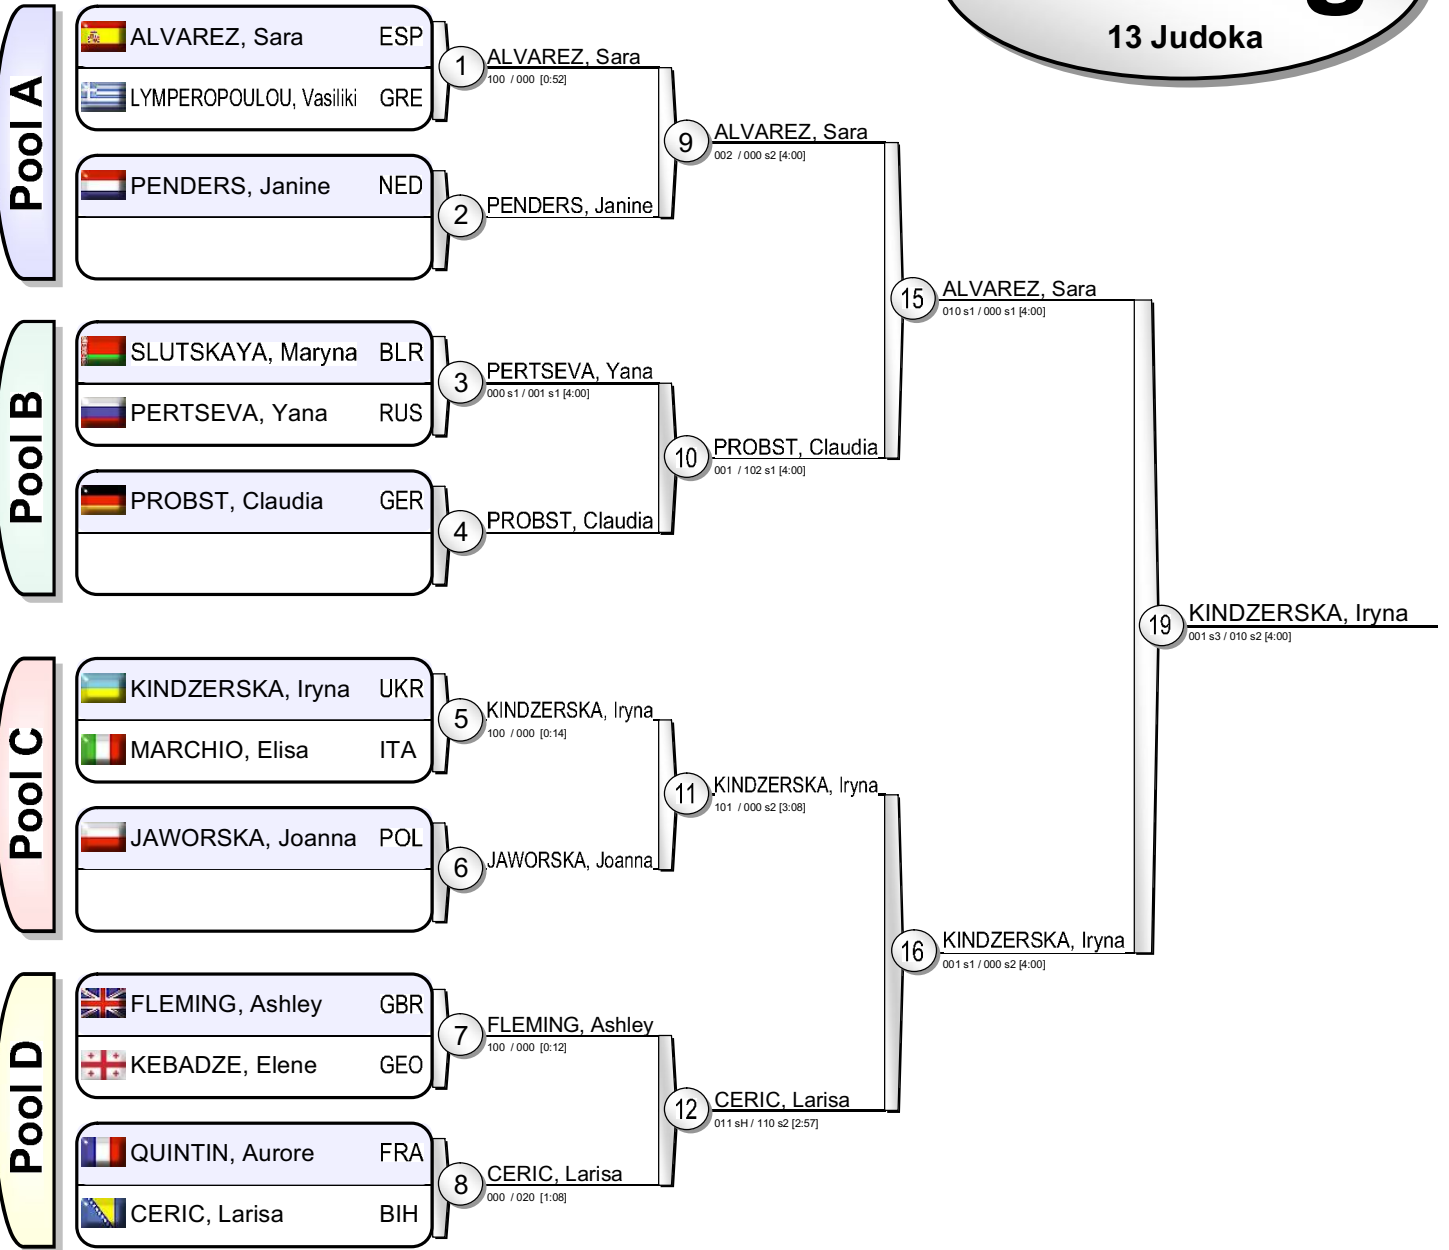 13 Judoka
Pool A
ALVAREZ, Sara ESP
LYMPEROPOULOU, Vasiliki GRE
1
ALVAREZ, Sara
100 / 000 [0:52]
PENDERS, Janine NED
2
PENDERS, Janine
9
ALVAREZ, Sara
002 / 000 s2 [4:00]
Pool B
SLUTSKAYA, Maryna BLR
PERTSEVA, Yana RUS
3
PERTSEVA, Yana
000 s1 / 001 s1 [4:00]
PROBST, Claudia GER
4
PROBST, Claudia
10
PROBST, Claudia
001 / 102 s1 [4:00]
15
ALVAREZ, Sara
010 s1 / 000 s1 [4:00]
Pool C
KINDZERSKA, Iryna UKR
MARCHIO, Elisa ITA
5
KINDZERSKA, Iryna
100 / 000 [0:14]
JAWORSKA, Joanna POL
6
JAWORSKA, Joanna
11
KINDZERSKA, Iryna
101 / 000 s2 [3:08]
Pool D
FLEMING, Ashley GBR
KEBADZE, Elene GEO
7
FLEMING, Ashley
100 / 000 [0:12]
QUINTIN, Aurore FRA
CERIC, Larisa BIH
8
CERIC, Larisa
000 / 020 [1:08]
12
CERIC, Larisa
011 sH / 110 s2 [2:57]
16
KINDZERSKA, Iryna
001 s1 / 000 s2 [4:00]
19
KINDZERSKA, Iryna
001 s3 / 010 s2 [4:00]